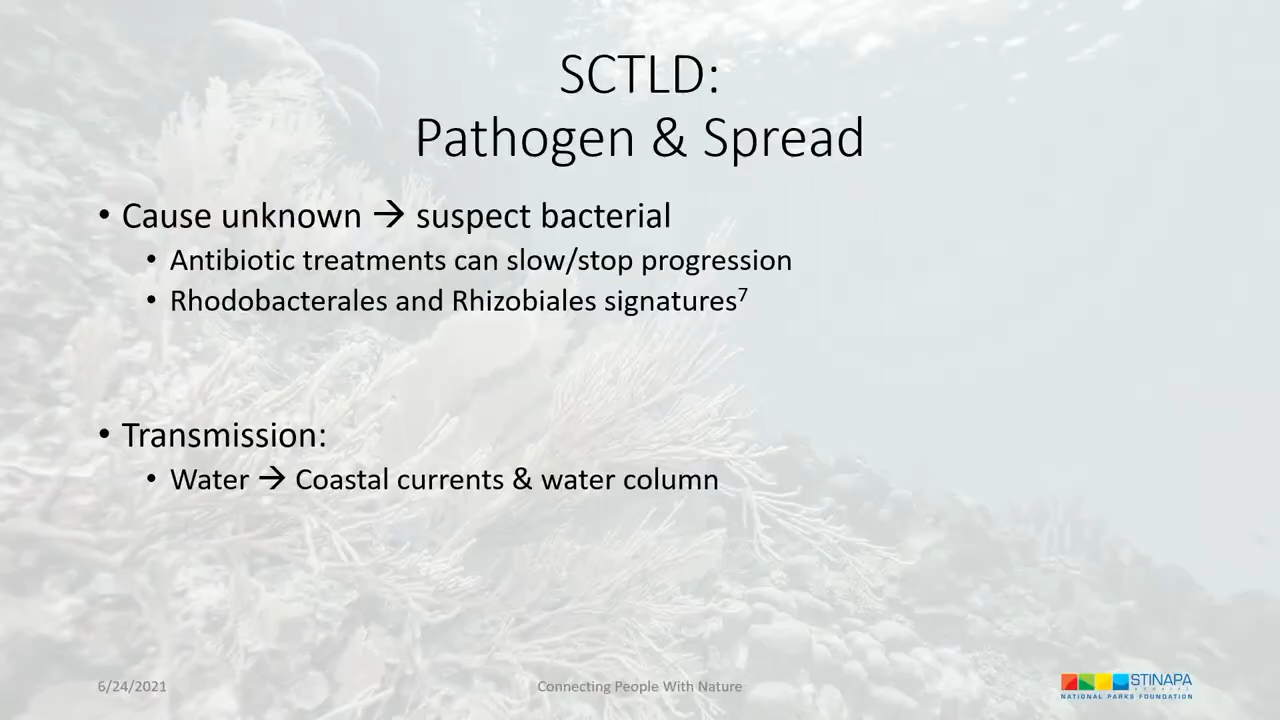 SCTLD:
Pathogen & Spread
• Cause unknown → suspect bacterial
• Antibiotic treatments can slow/stop progression
• Rhodobacterales and Rhizobiales signatures⁷
• Transmission:
• Water → Coastal currents & water column
6/24/2021
Connecting People With Nature
STINAPA
NATIONAL PARKS FOUNDATION